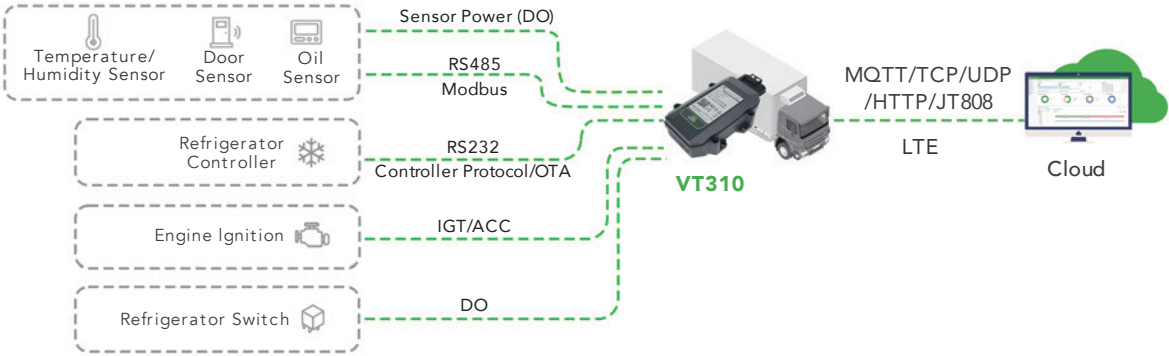 Temperature/
Humidity Sensor
Door
Sensor
Oil
Sensor
Sensor Power (DO)
RS485
Modbus
Refrigerator
Controller
RS232
Controller Protocol/OTA
Engine Ignition
IGT/ACC
Refrigerator Switch
DO
VT310
MQTT/TCP/UDP
/HTTP/JT808
LTE
Cloud